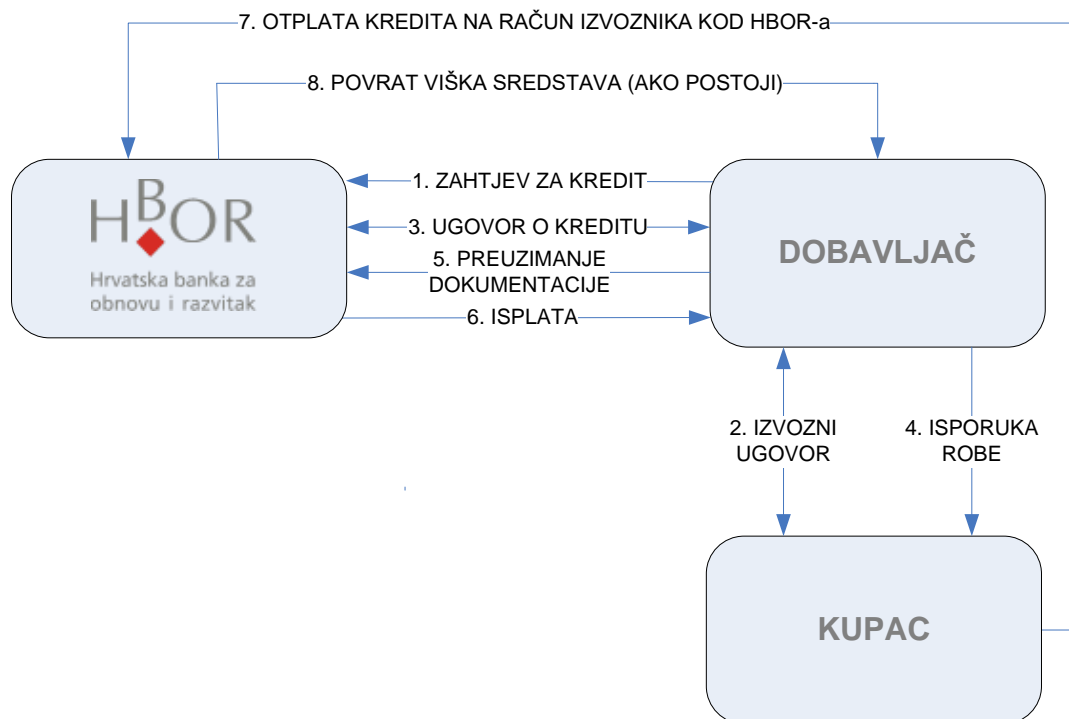 7. OTPLATA KREDITA NA RAČUN IZVOZNIKA KOD HBOR-a
8. POVRAT VIŠKA SREDSTAVA (AKO POSTOJI)
HBOR
Hrvatska banka za
obnovu i razvitak
1. ZAHTJEV ZA KREDIT
3. UGOVOR O KREDITU
5. PREUZIMANJE
DOKUMENTACIJE
6. ISPLATA
DOBAVLJAČ
2. IZVOZNI
UGOVOR
4. ISPORUKA
ROBE
KUPAC